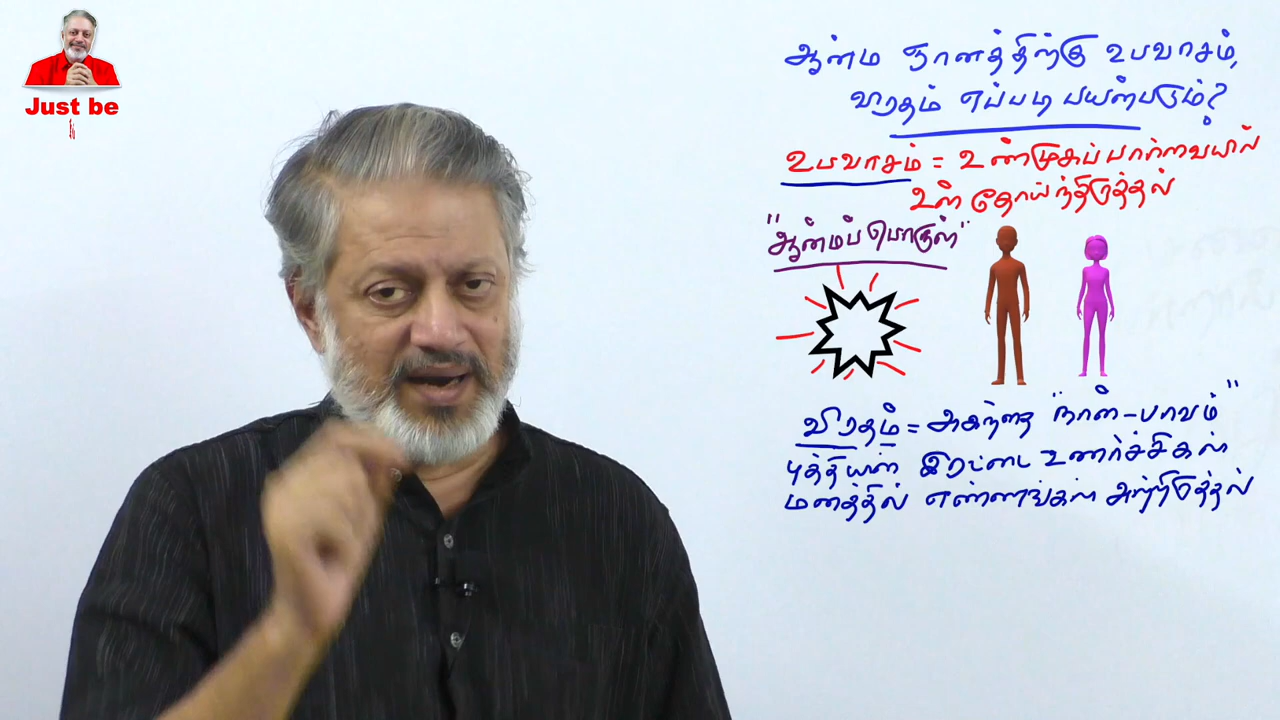 Just be
ஆன்ம ஞானத்திற்கு உபவாசம்,
விரதம் எப்படி பயன்படும்?
உபவாசம் = உண்முகப் பார்வையில்
உள் தோய்ந்திருத்தல்
"ஆன்மப் பொருள்"
விரதம் = அகந்தை "நான்-பாவம்"
புத்தியுள் இரட்டை உணர்ச்சிகள்
மனத்தில் எண்ணங்கள் அற்றிருத்தல்